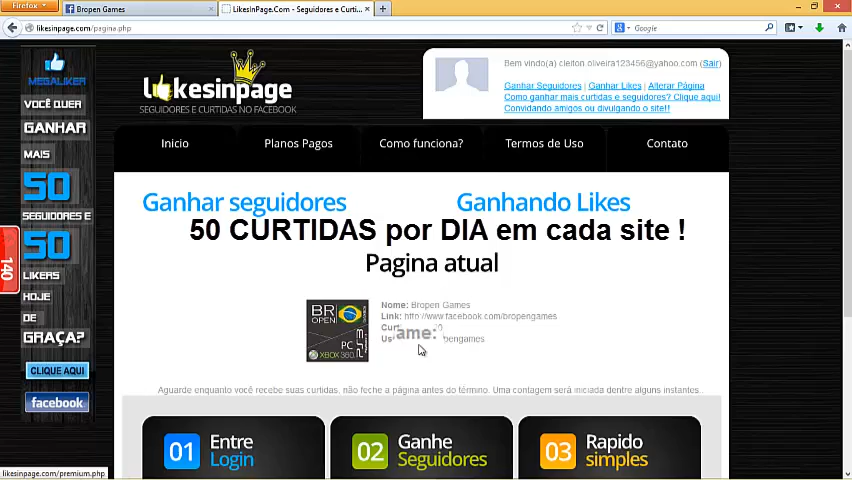 Firefox
Bropen Games
LikesInPage.Com - Seguidores e Curti...
likesinpage.com/pagina.php
Google
MEGALIKER
VOCÊ QUER
GANHAR
MAIS
50
SEGUIDORES E
50
LIKERS
HOJE
DE
GRAÇA?
CLIQUE AQUI
facebook
140
likesinpage
SEGUIDORES E CURTIDAS NO FACEBOOK
Bem vindo(a) cleiton.oliveira123456@yahoo.com (Sair)
Ganhar Seguidores | Ganhar Likes | Alterar Página
Como ganhar mais curtidas e seguidores? Clique aqui!
Convidando amigos ou divulgando o site!!
Inicio
Planos Pagos
Como funciona?
Termos de Uso
Contato
Ganhar seguidores
Ganhando Likes
50 CURTIDAS por DIA em cada site !
Pagina atual
BR
OPEN
PC
PS3
XBOX 360
Nome: Bropen Games
Link: http://www.facebook.com/bropengames
ame:
Aguarde enquanto você recebe suas curtidas, não feche a página antes do término. Uma contagem será iniciada dentre alguns instantes..
01 Entre
Login
02 Ganhe
Seguidores
03 Rapido
simples
likesinpage.com/premium.php